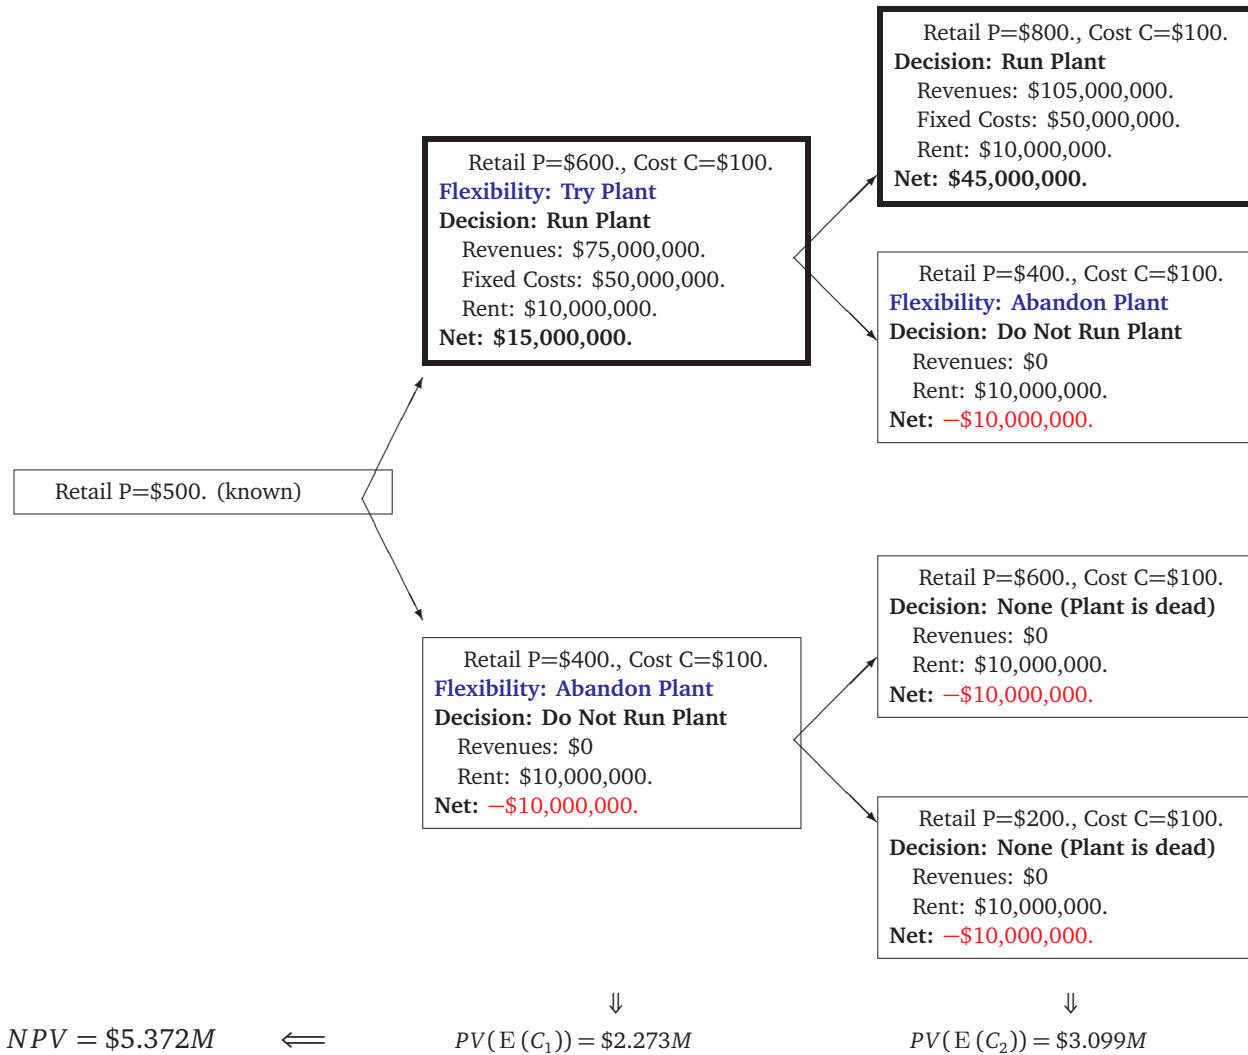 Retail P=$500. (known)
Retail P=$600., Cost C=$100.
Flexibility: Try Plant
Decision: Run Plant
Revenues: $75,000,000.
Fixed Costs: $50,000,000.
Rent: $10,000,000.
Net: $15,000,000.
Retail P=$400., Cost C=$100.
Flexibility: Abandon Plant
Decision: Do Not Run Plant
Revenues: $0
Rent: $10,000,000.
Net: −$10,000,000.
Retail P=$800., Cost C=$100.
Decision: Run Plant
Revenues: $105,000,000.
Fixed Costs: $50,000,000.
Rent: $10,000,000.
Net: $45,000,000.
Retail P=$400., Cost C=$100.
Flexibility: Abandon Plant
Decision: Do Not Run Plant
Revenues: $0
Rent: $10,000,000.
Net: −$10,000,000.
Retail P=$600., Cost C=$100.
Decision: None (Plant is dead)
Revenues: $0
Rent: $10,000,000.
Net: −$10,000,000.
Retail P=$200., Cost C=$100.
Decision: None (Plant is dead)
Revenues: $0
Rent: $10,000,000.
Net: −$10,000,000.
⇓ ⇓
NPV = $5.372M ⟸ PV(E (C₁)) = $2.273M PV(E (C₂)) = $3.099M